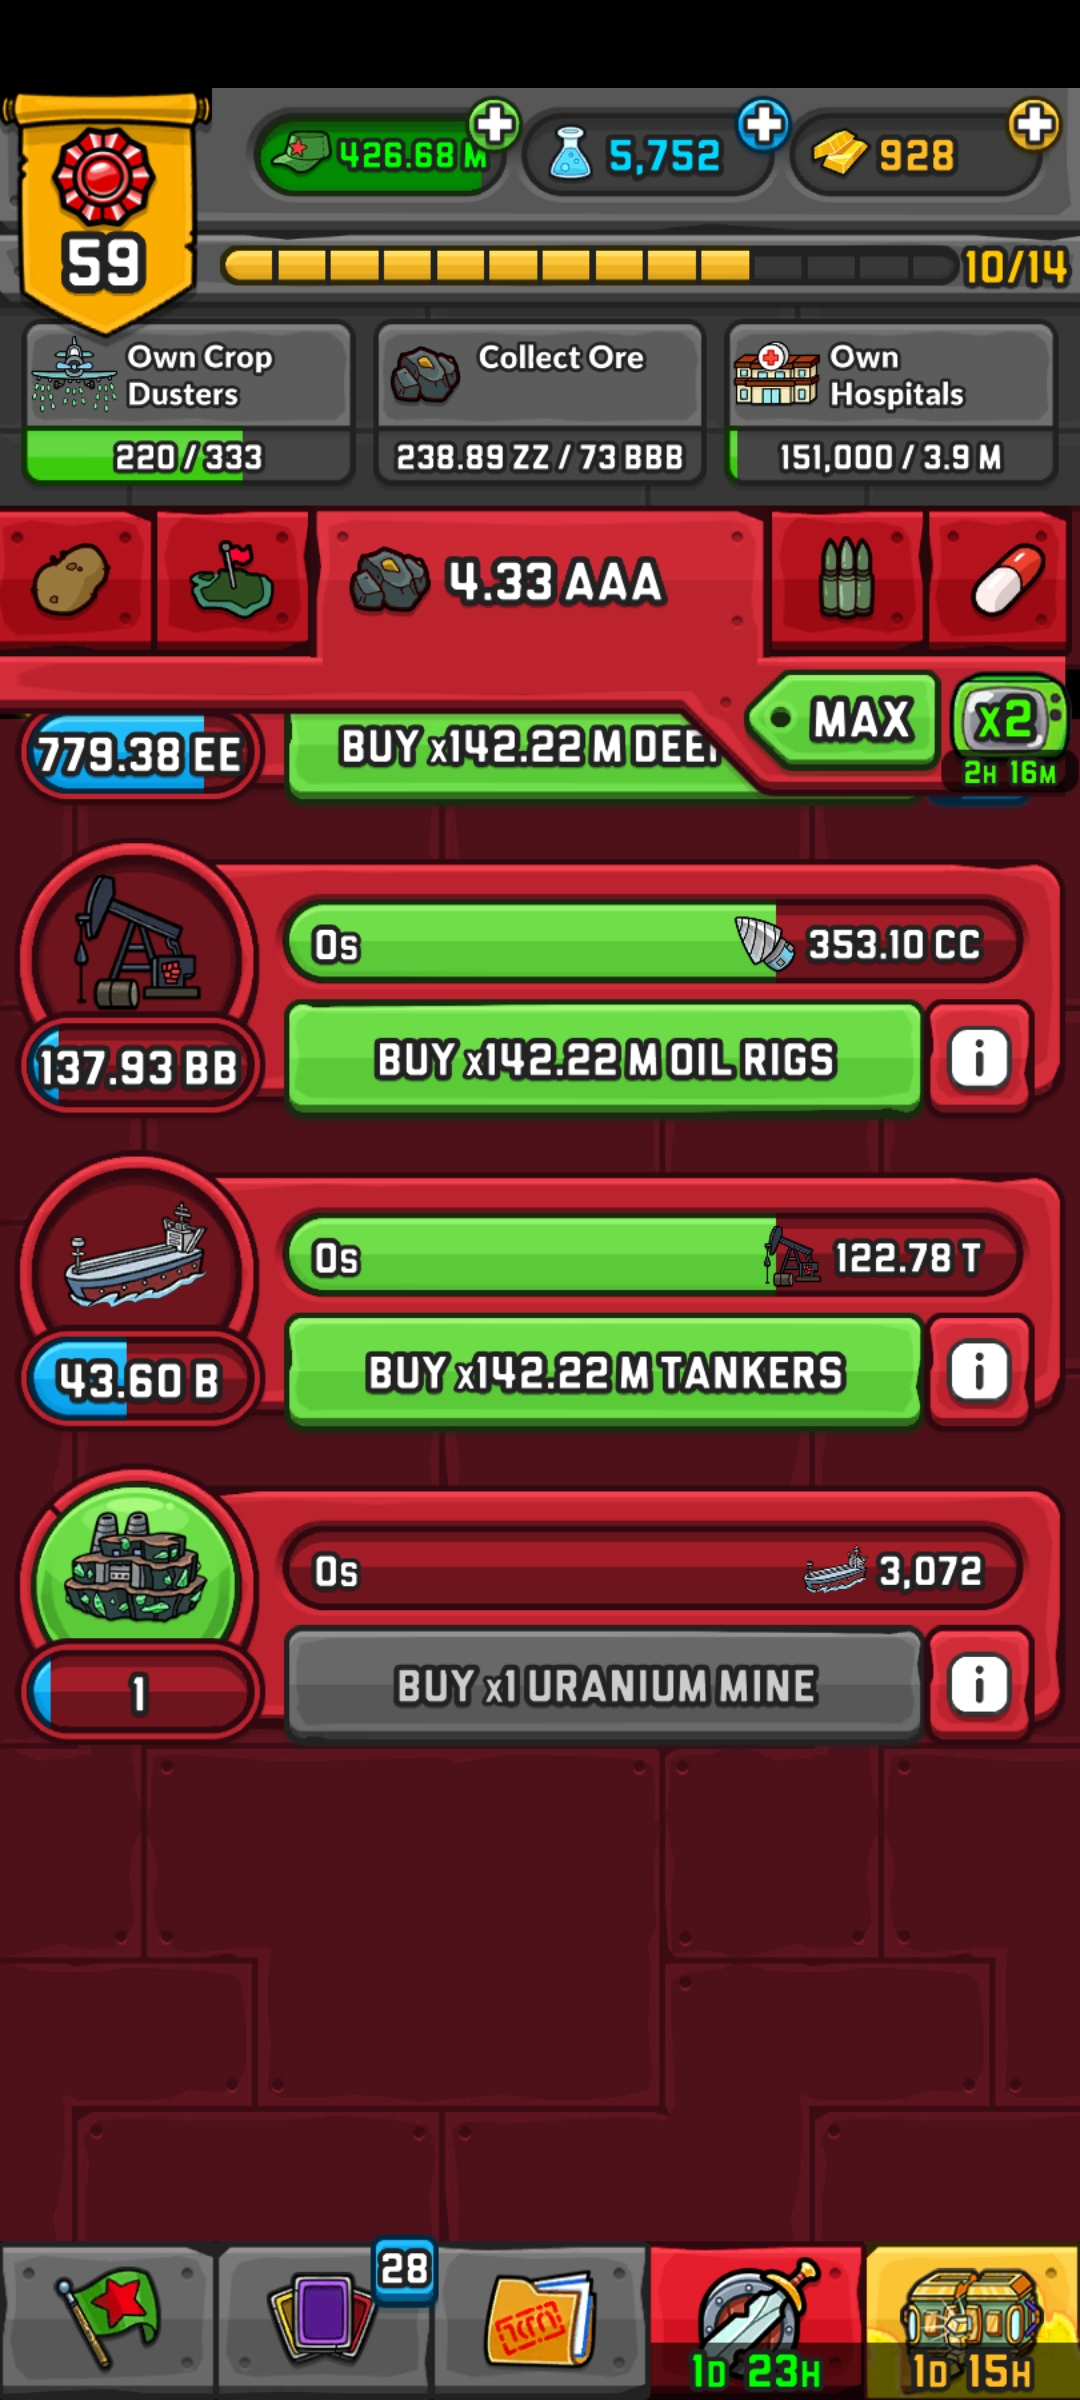 426.68 M
5,752
928
59
10/14
Own Crop
Dusters
220 / 333
Collect Ore
238.89 ZZ / 73 BBB
Own
Hospitals
151,000 / 3.9 M
4.33 AAA
MAX
x2
2H 16M
779.38 EE
BUY x142.22 M DEE
0s
353.10 CC
137.93 BB
BUY x142.22 M OIL RIGS
i
0s
122.78 T
43.60 B
BUY x142.22 M TANKERS
i
0s
3,072
1
BUY x1 URANIUM MINE
i
28
1D 23H
1D 15H